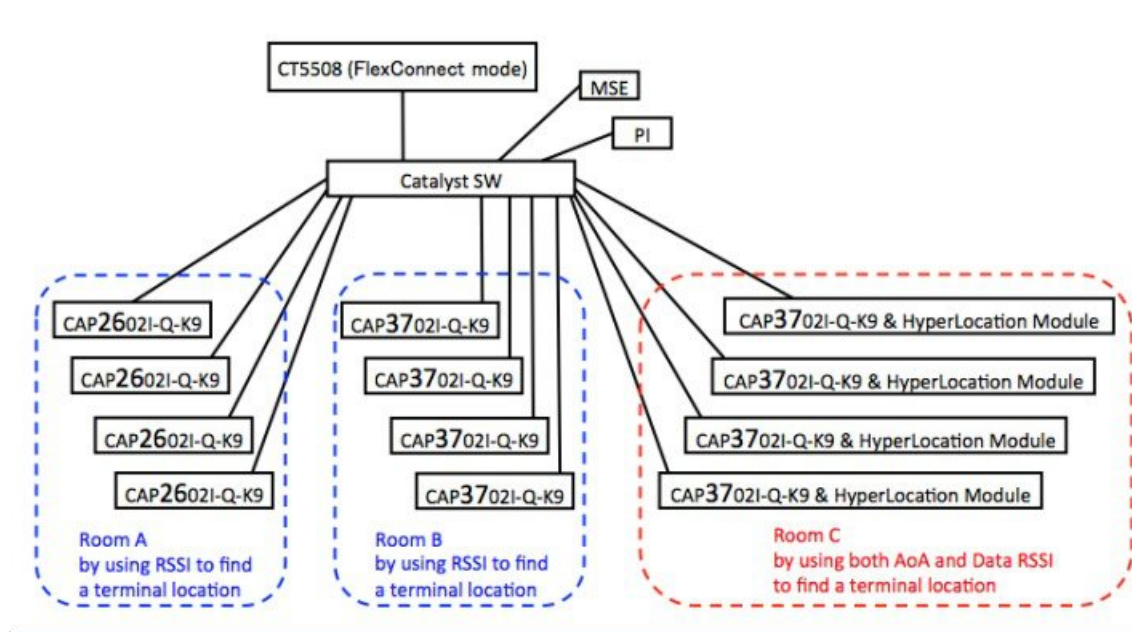 CT5508 (FlexConnect mode)
MSE
PI
Catalyst SW
CAP2602I-Q-K9
CAP2602I-Q-K9
CAP2602I-Q-K9
CAP2602I-Q-K9
Room A
by using RSSI to find
a terminal location
CAP3702I-Q-K9
CAP3702I-Q-K9
CAP3702I-Q-K9
CAP3702I-Q-K9
Room B
by using RSSI to find
a terminal location
CAP3702I-Q-K9 & HyperLocation Module
CAP3702I-Q-K9 & HyperLocation Module
CAP3702I-Q-K9 & HyperLocation Module
CAP3702I-Q-K9 & HyperLocation Module
Room C
by using both AoA and Data RSSI
to find a terminal location